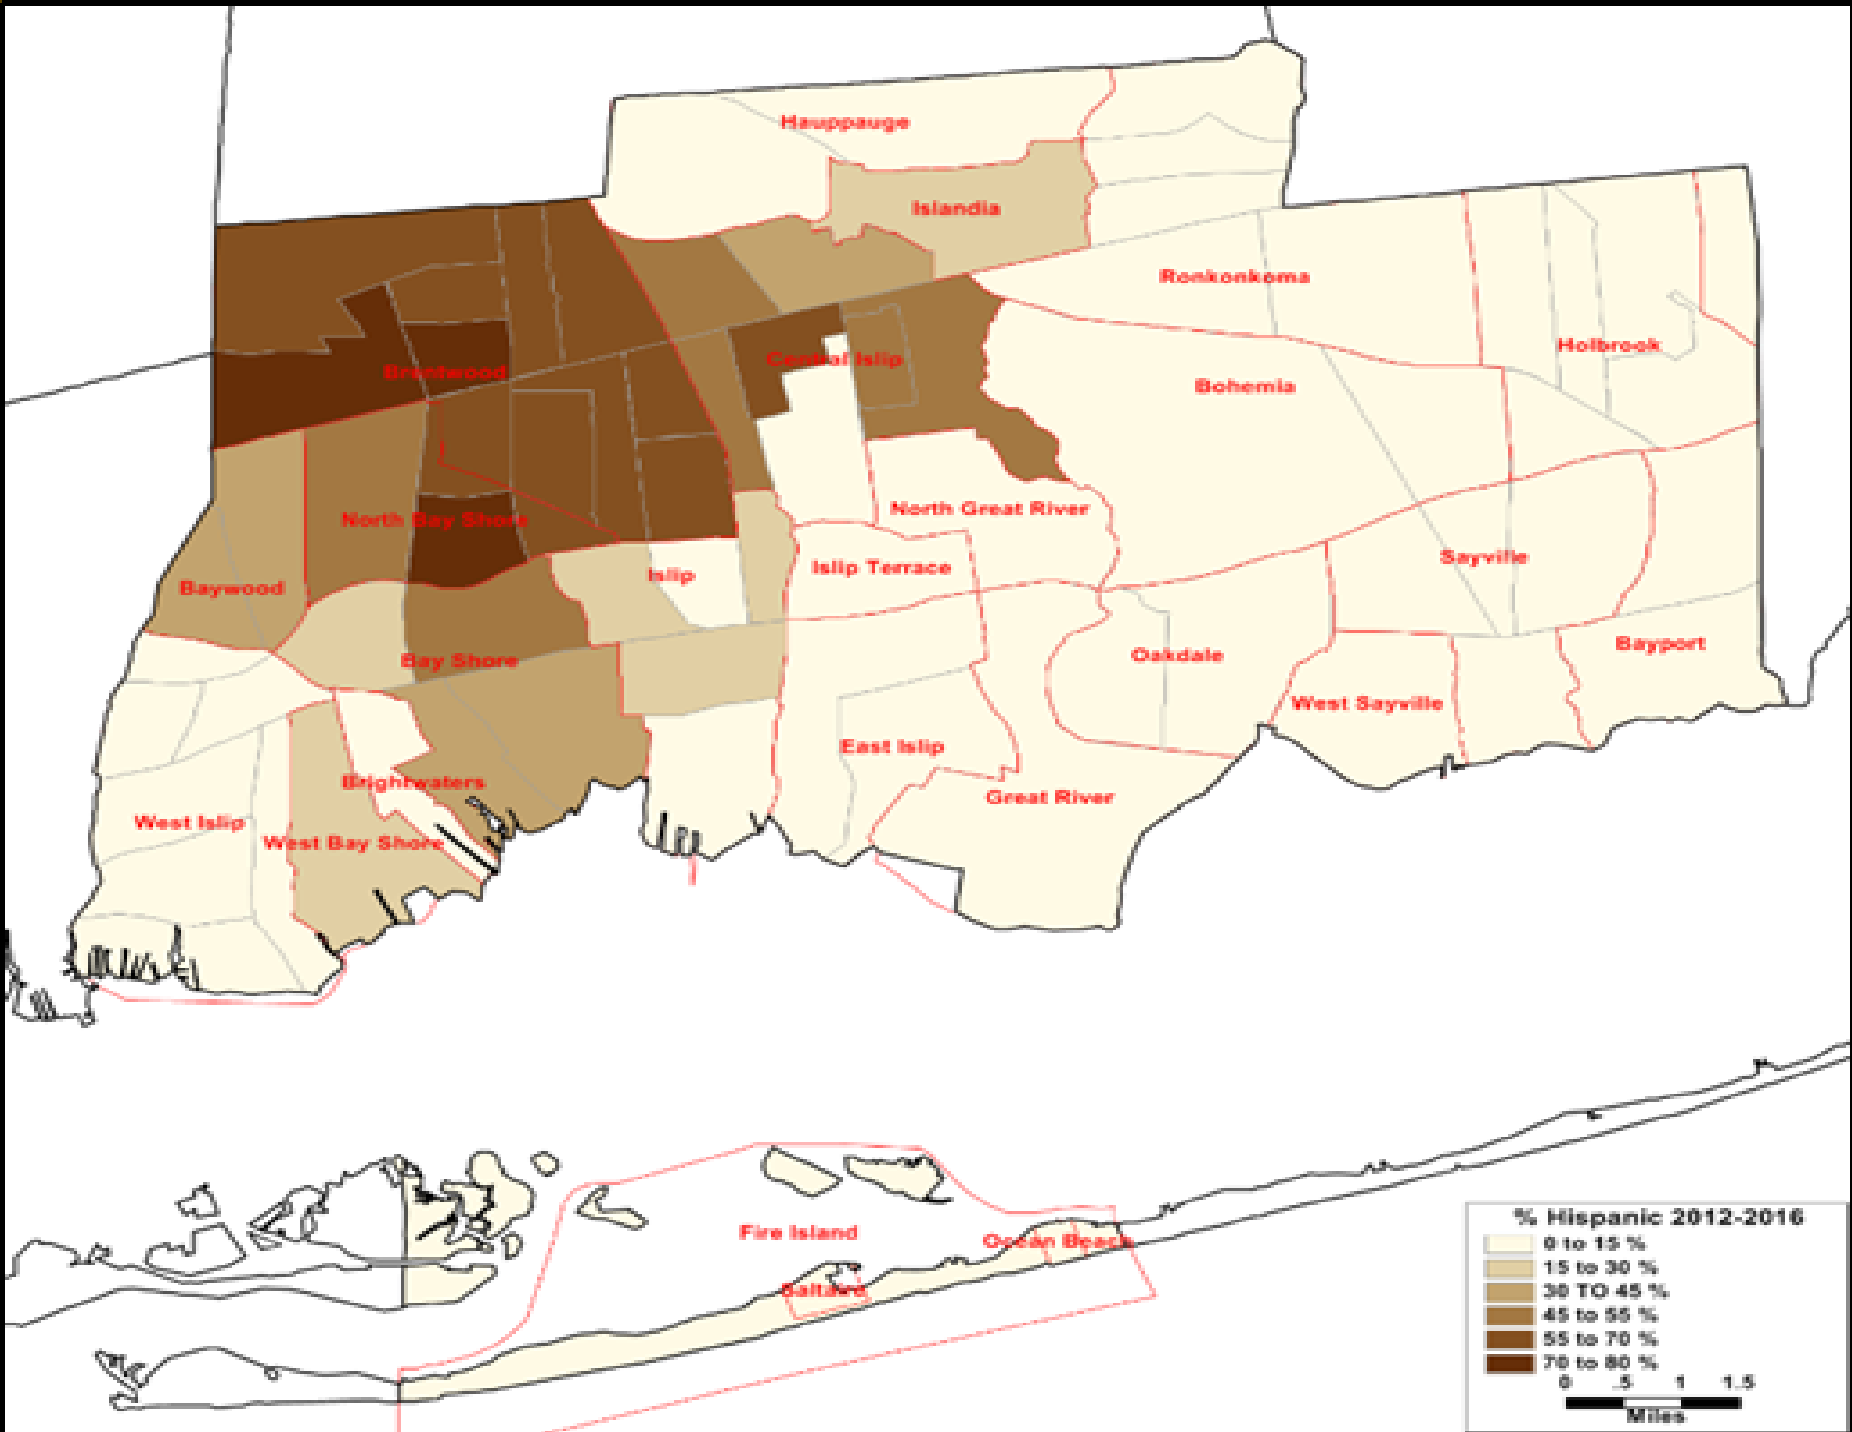 Hauppauge
Islandia
Ronkonkoma
Holbrook
Central Islip
Brentwood
Bohemia
North Great River
North Bay Shore
Sayville
Islip Terrace
Islip
Baywood
Bayport
Oakdale
Bay Shore
West Sayville
East Islip
Brightwaters
Great River
West Islip
West Bay Shore
Fire Island
Ocean Beach
Saltaire
% Hispanic 2012-2016
0 to 15 %
15 to 30 %
30 TO 45 %
45 to 55 %
55 to 70 %
70 to 80 %
0 .5 1 1.5
Miles